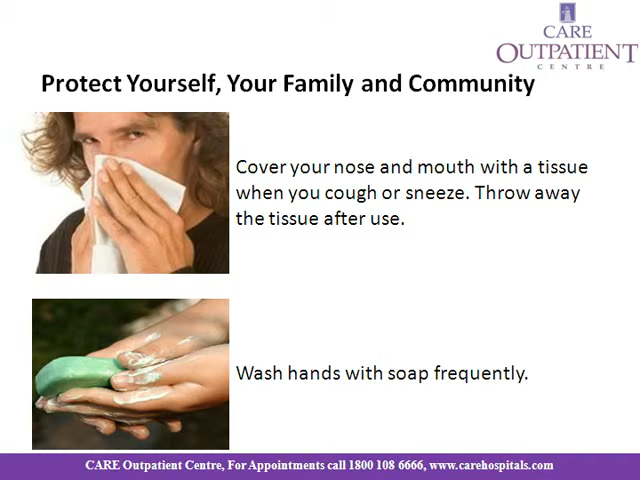 CARE
OUTPATIENT
CENTRE
Protect Yourself, Your Family and Community
Cover your nose and mouth with a tissue
when you cough or sneeze. Throw away
the tissue after use.
Wash hands with soap frequently.
CARE Outpatient Centre, For Appointments call 1800 108 6666, www.carehospitals.com